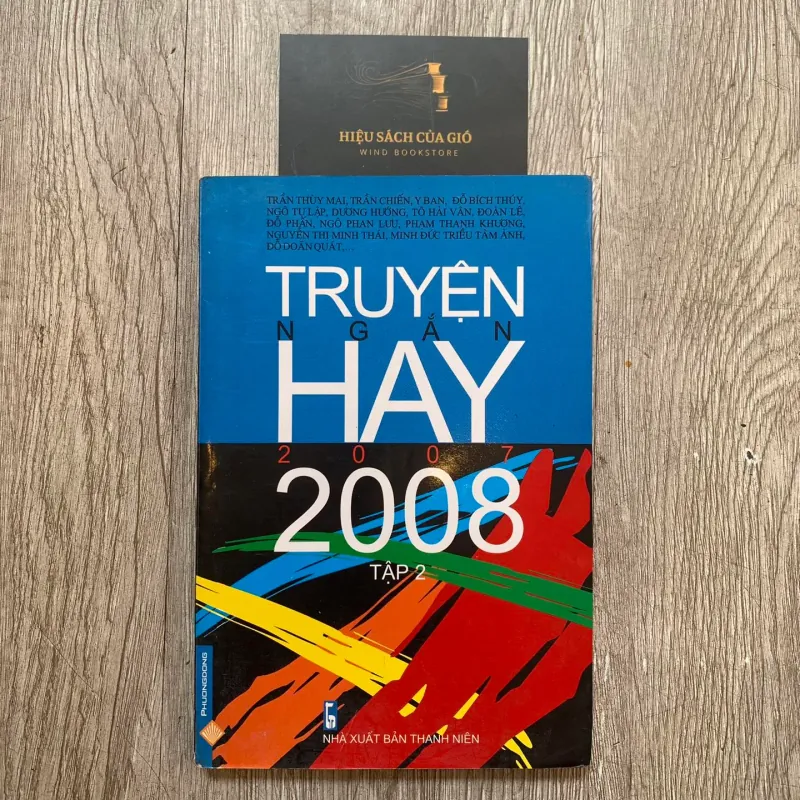 HIỆU SÁCH CỦA GIÓ
WIND BOOKSTORE
TRẦN THÙY MAI, TRẦN CHIẾN, Y BAN, ĐỖ BÍCH THÚY,
NGÔ TỰ LẬP, DƯƠNG HƯỚNG, TÔ HẢI VÂN, ĐOÀN LÊ,
ĐỖ PHẤN, NGÔ PHAN LƯU, PHẠM THANH KHƯƠNG,
NGUYỄN THỊ MINH THÁI, MINH ĐỨC TRIỀU TÂM ẢNH,
ĐỖ DOÃN QUÁT,...
TRUYỆN
NGẮN
HAY
2007
2008
TẬP 2
PHUONGDONG
NHÀ XUẤT BẢN THANH NIÊN